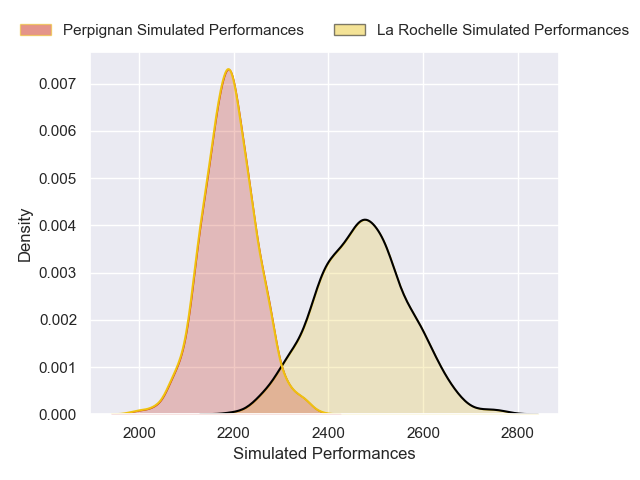 Perpignan Simulated Performances La Rochelle Simulated Performances
0.007
0.006
0.005
0.004
0.003
0.002
0.001
0.000
Density
2000 2200 2400 2600 2800
Simulated Performances